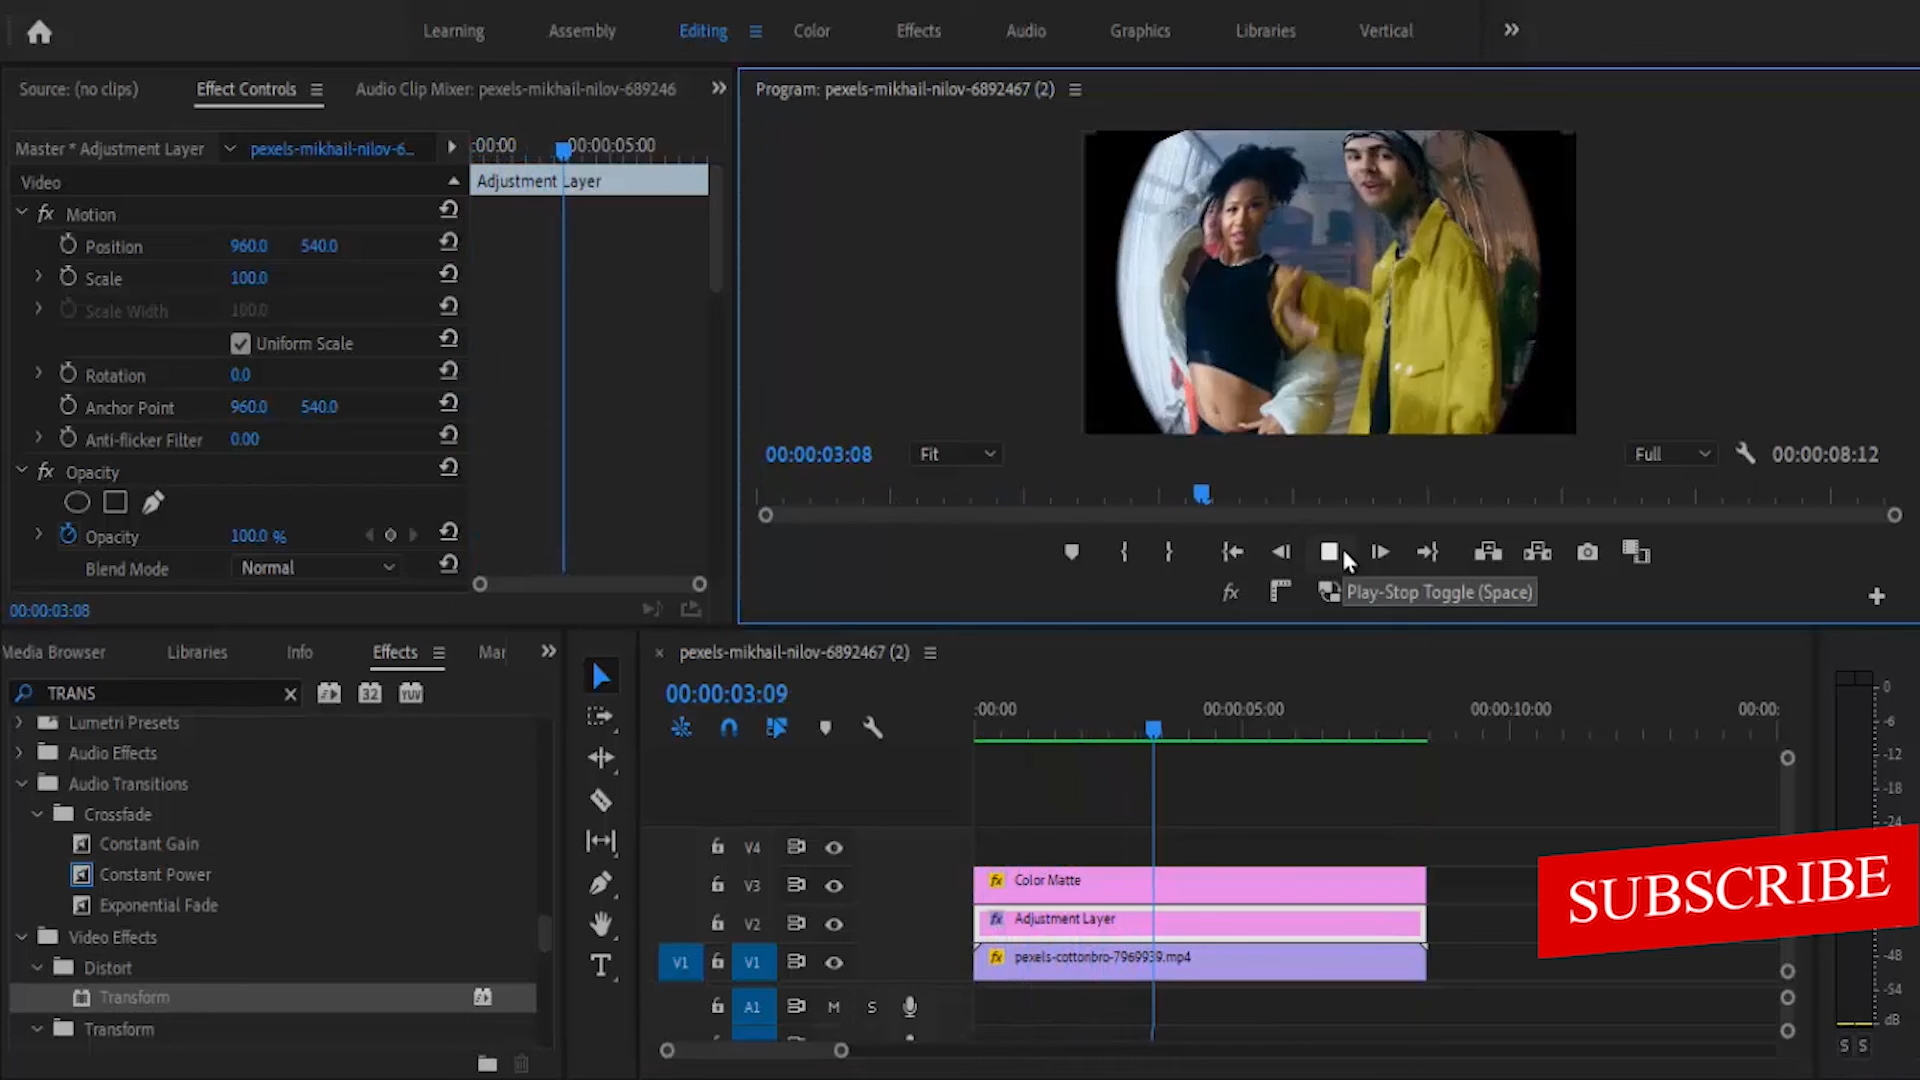 Learning Assembly Editing Color Effects Audio Graphics Libraries Vertical
Source: (no clips) Effect Controls Audio Clip Mixer: pexels-mikhail-nilov-689246
Program: pexels-mikhail-nilov-6892467 (2)
Master * Adjustment Layer pexels-mikhail-nilov-6... :00:00 00:00:05:00
Video Adjustment Layer
fx Motion
Position 960.0 540.0
Scale 100.0
Scale Width 100.0
Uniform Scale
Rotation 0.0
Anchor Point 960.0 540.0
Anti-flicker Filter 0.00
fx Opacity
Opacity 100.0 %
Blend Mode Normal
00:00:03:08
00:00:03:08 Fit Full 00:00:08:12
fx Play-Stop Toggle (Space)
Media Browser Libraries Info Effects Mar
TRANS 32 YUV
Lumetri Presets
Audio Effects
Audio Transitions
Crossfade
Constant Gain
Constant Power
Exponential Fade
Video Effects
Distort
Transform
Transform
T
pexels-mikhail-nilov-6892467 (2)
00:00:03:09
:00:00 00:00:05:00 00:00:10:00 00:00:
V4
V3 fx Color Matte
V2 fx Adjustment Layer
V1 V1 fx pexels-cottonbro-7969939.mp4
A1 M S
0
-6
-12
-18
-24
-48
-54
dB
S S
SUBSCRIBE